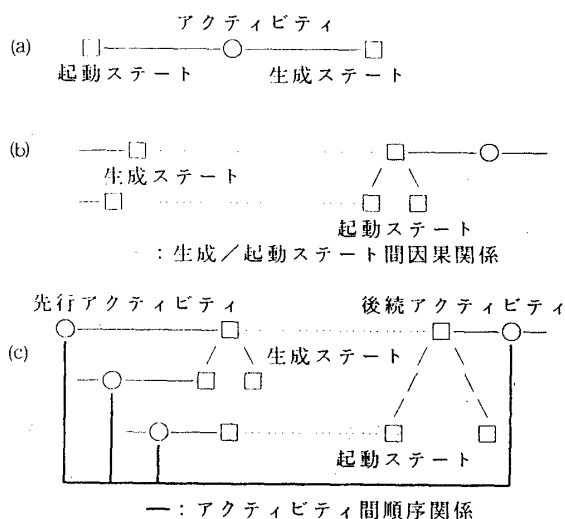 アクティビティ
(a)
起動ステート 生成ステート
(b)
生成ステート
起動ステート
：生成／起動ステート間因果関係
先行アクティビティ 後続アクティビティ
(c)
生成ステート
起動ステート
━：アクティビティ間順序関係